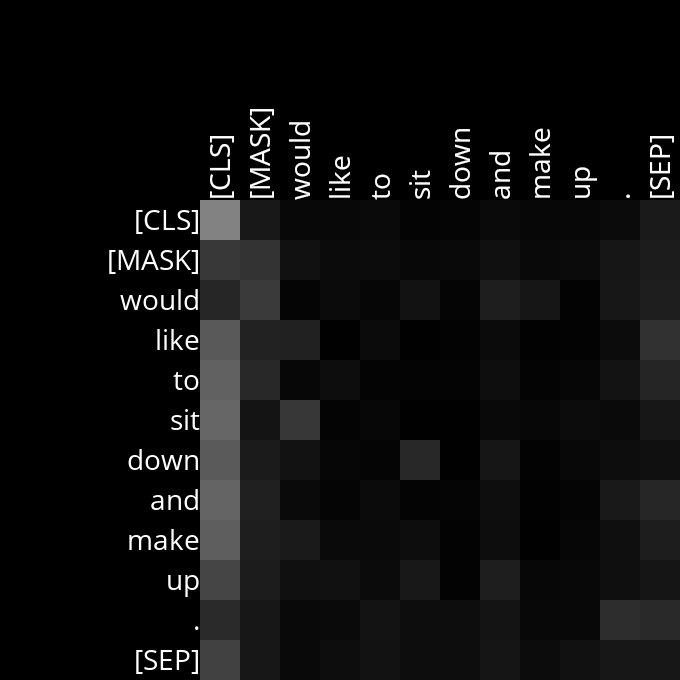 [CLS] [MASK] would like to sit down and make up . [SEP]
[CLS]
[MASK]
would
like
to
sit
down
and
make
up
.
[SEP]